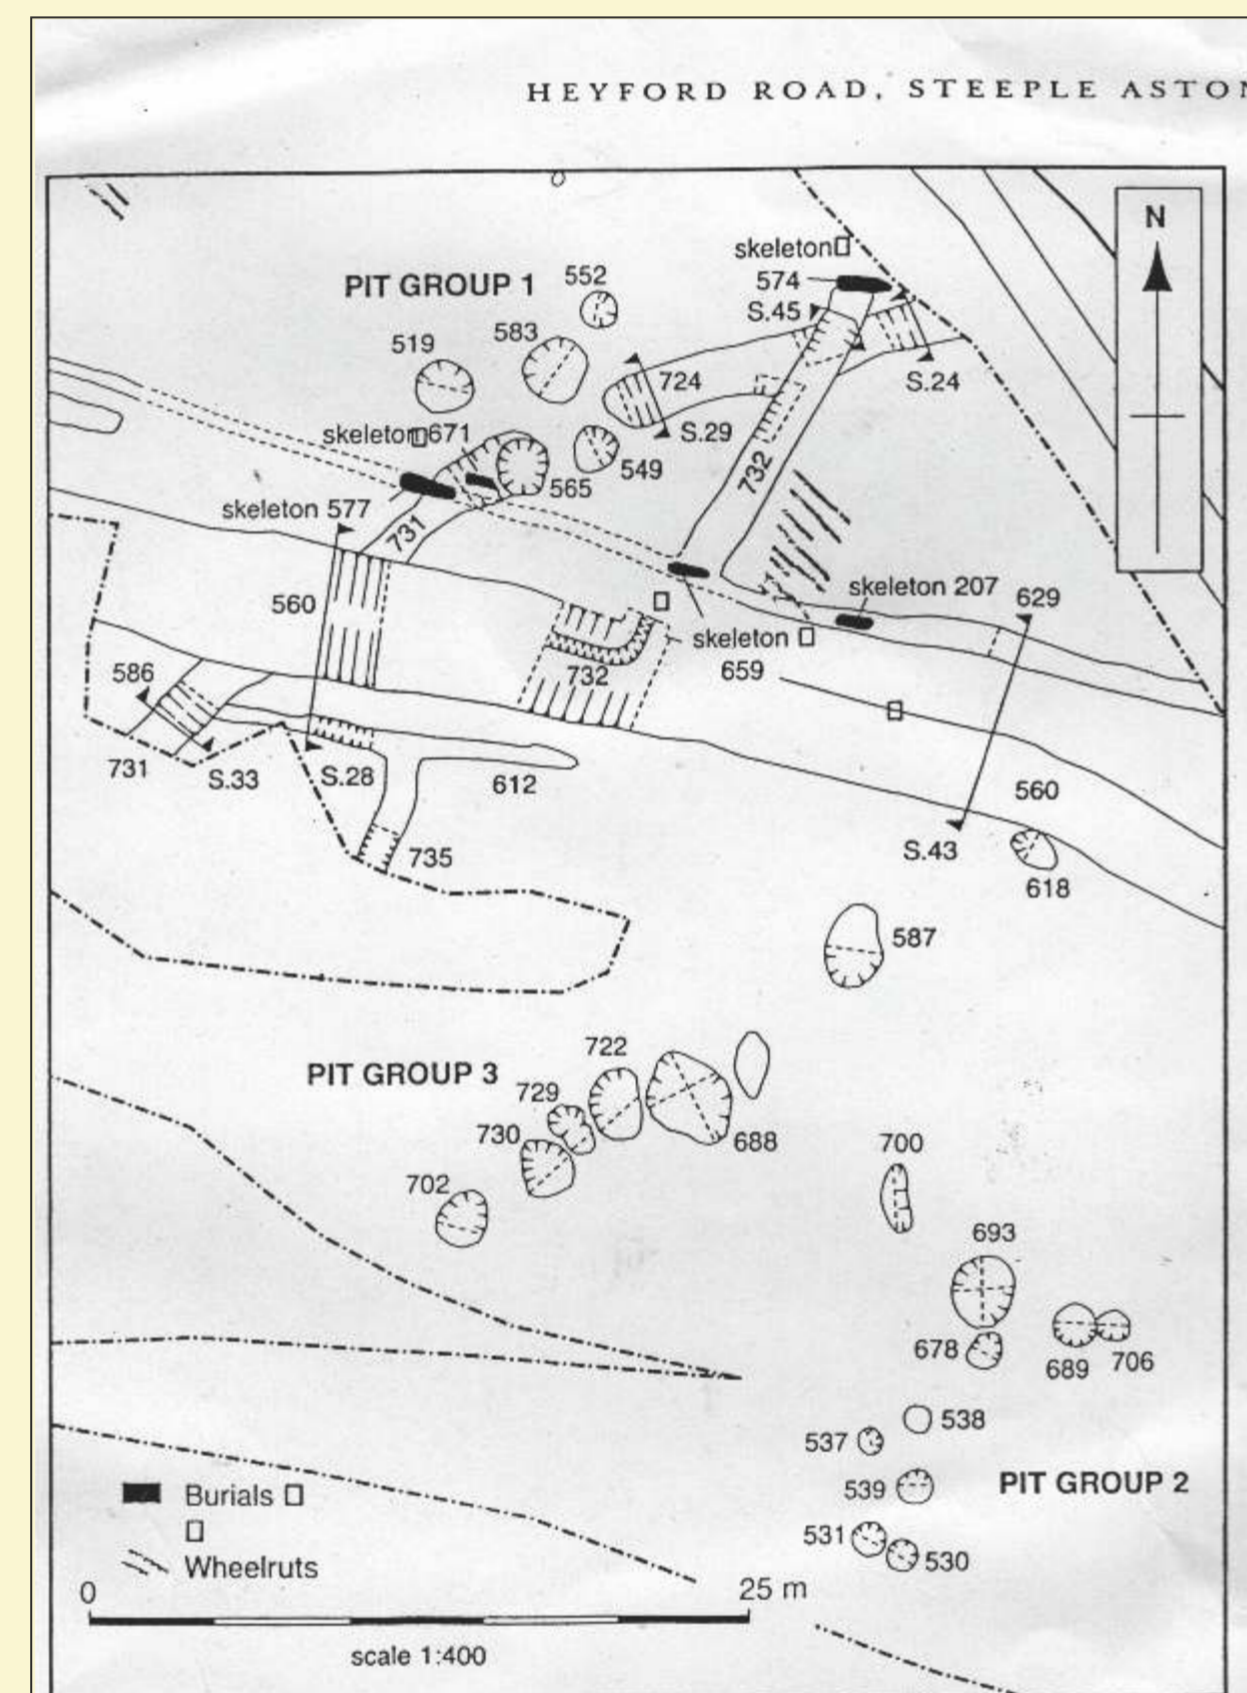 HEYFORD ROAD, STEEPLE ASTON
N
skeleton
574
PIT GROUP 1
552
S.45
583
519
724
S.24
skeleton 671
S.29
549
565
732
skeleton 577
731
560
skeleton 207
629
skeleton
732
659
586
731
S.33
S.28
612
560
S.43
735
618
587
722
PIT GROUP 3
729
730
688
700
702
693
678
689
706
538
537
PIT GROUP 2
539
531
530
Burials
Wheelruts
0
25 m
scale 1:400